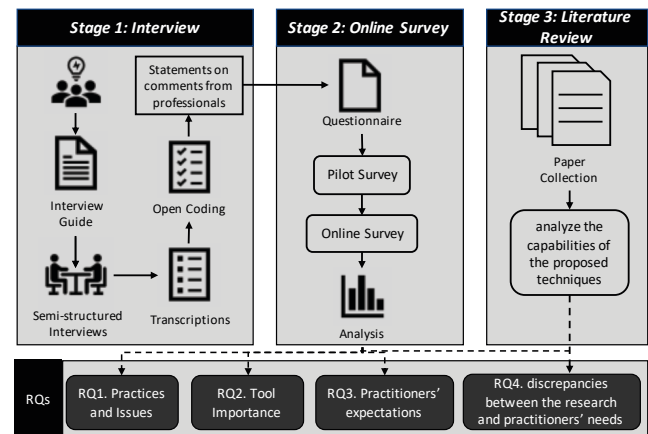 Stage 1: Interview
Statements on
comments from
professionals
Interview
Guide
Open Coding
Semi-structured
Interviews
Transcriptions
Stage 2: Online Survey
Questionnaire
Pilot Survey
Online Survey
Analysis
Stage 3: Literature
Review
Paper
Collection
analyze the
capabilities of
the proposed
techniques
RQs
RQ1. Practices
and Issues
RQ2. Tool
Importance
RQ3. Practitioners’
expectations
RQ4. discrepancies
between the research
and practitioners’ needs